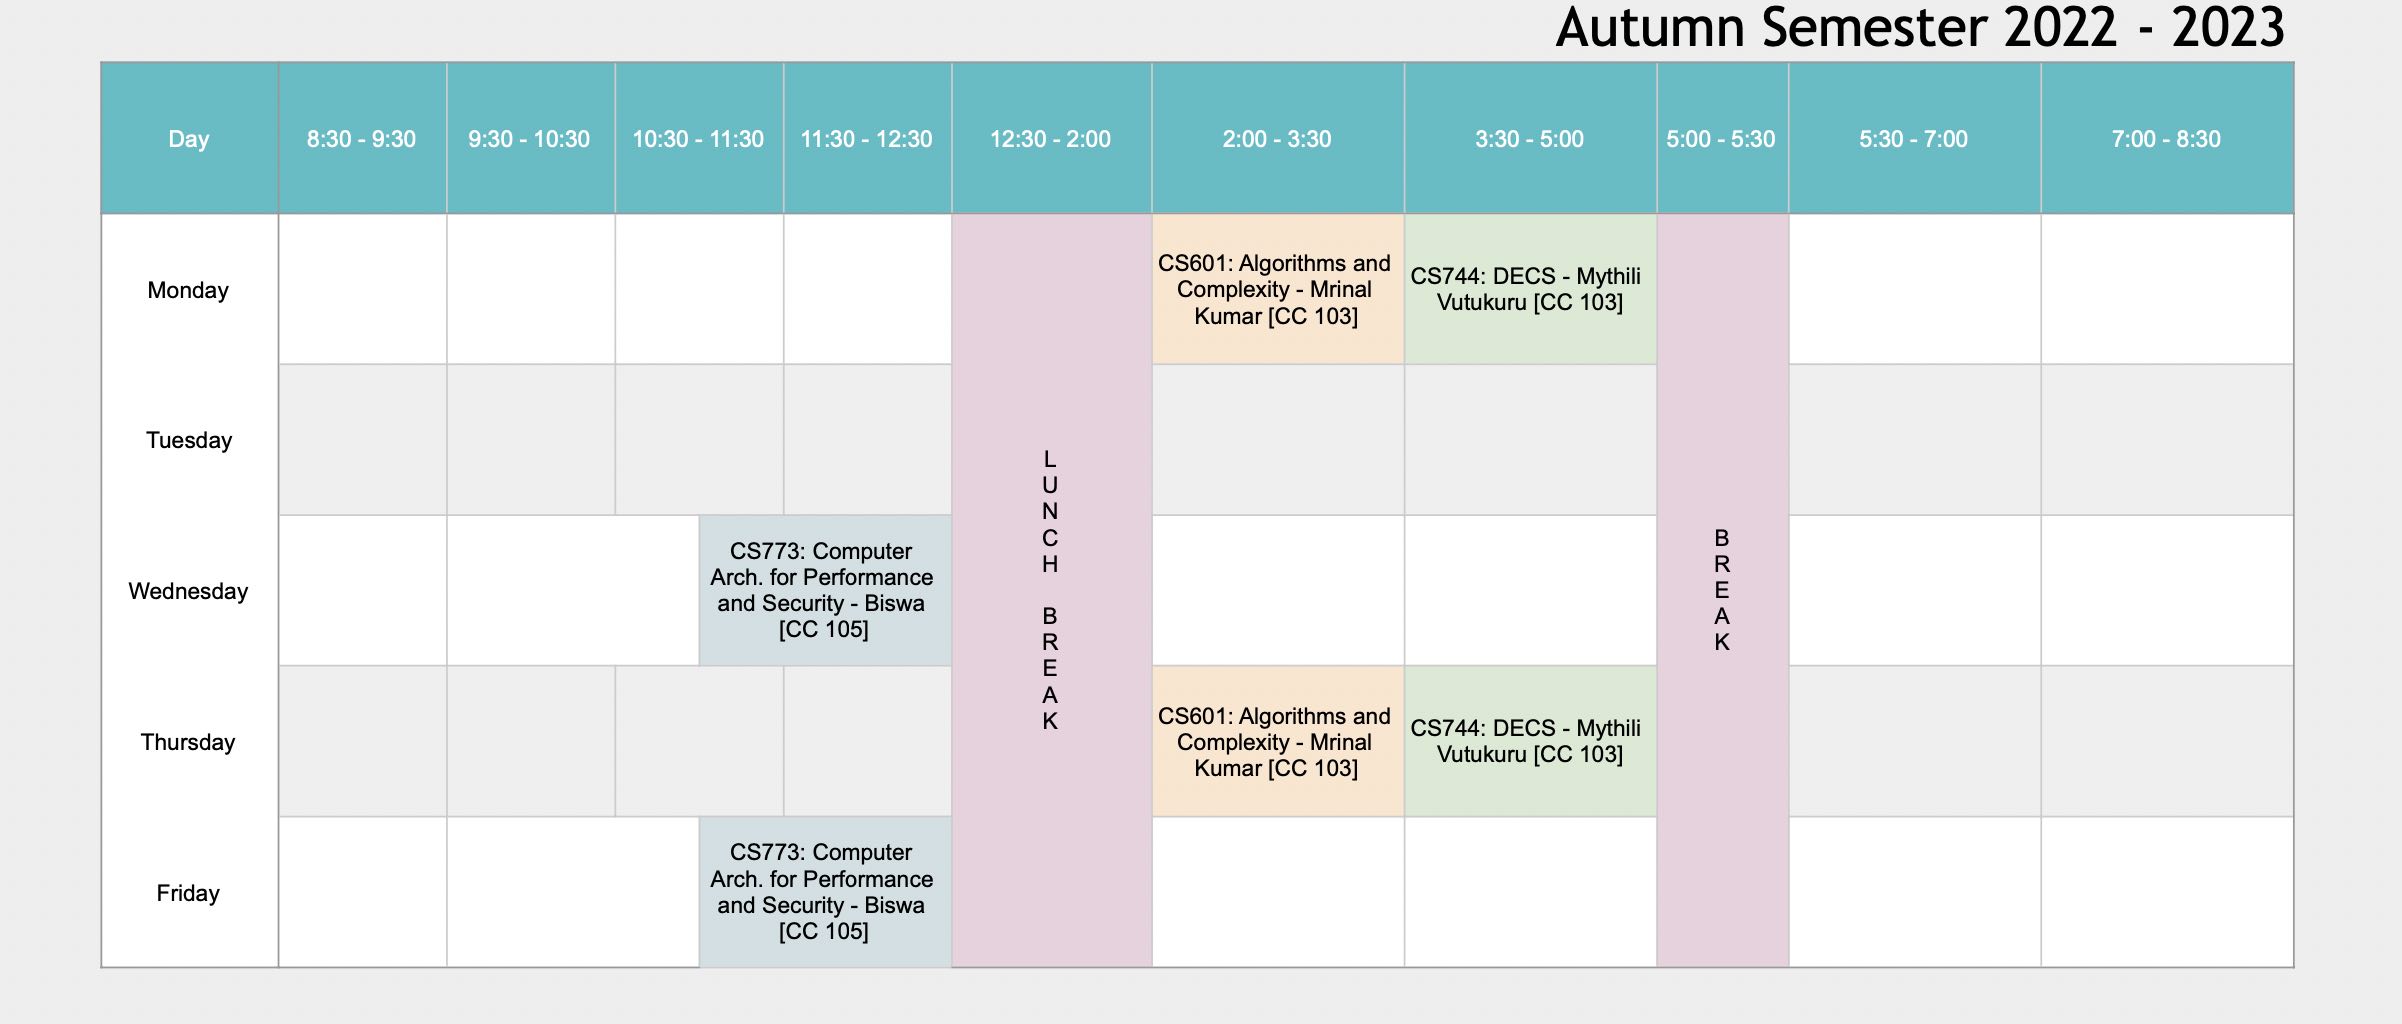 Autumn Semester 2022 - 2023
Day
8:30 - 9:30
9:30 - 10:30
10:30 - 11:30
11:30 - 12:30
12:30 - 2:00
2:00 - 3:30
3:30 - 5:00
5:00 - 5:30
5:30 - 7:00
7:00 - 8:30
Monday
CS601: Algorithms and
Complexity - Mrinal
Kumar [CC 103]
CS744: DECS - Mythili
Vutukuru [CC 103]
Tuesday
L
U
N
C
H
B
R
E
A
K
B
R
E
A
K
Wednesday
CS773: Computer
Arch. for Performance
and Security - Biswa
[CC 105]
Thursday
CS601: Algorithms and
Complexity - Mrinal
Kumar [CC 103]
CS744: DECS - Mythili
Vutukuru [CC 103]
Friday
CS773: Computer
Arch. for Performance
and Security - Biswa
[CC 105]